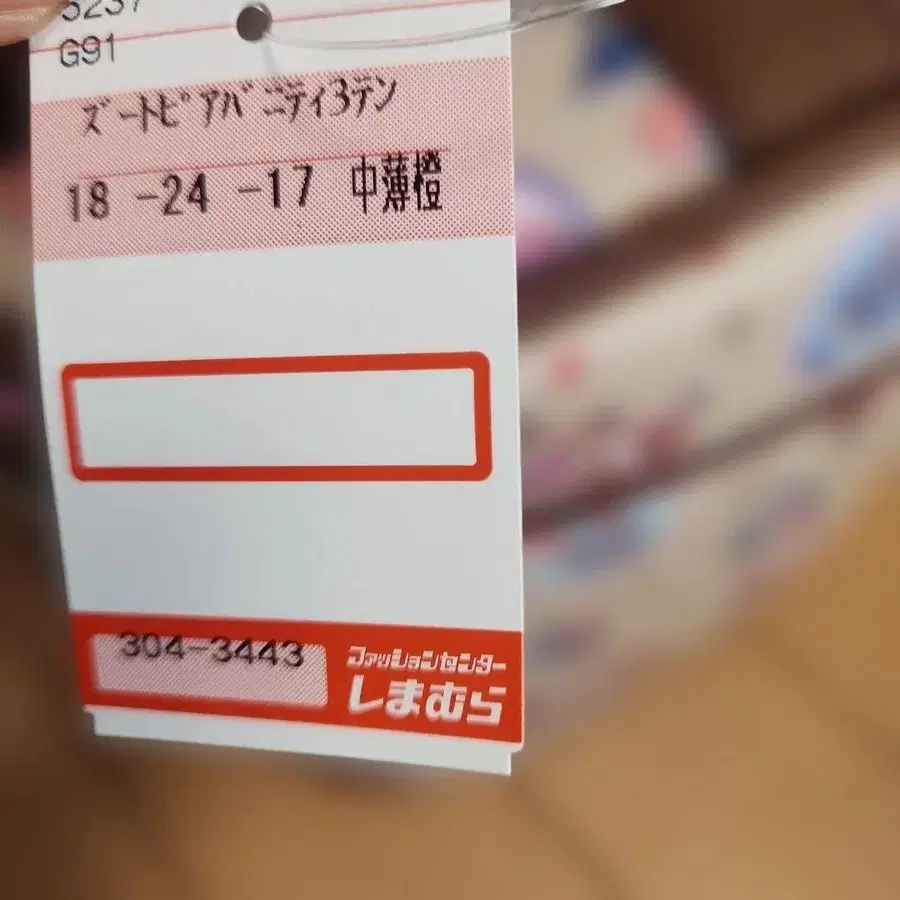 5237
G91
ズートピアバニティ3テン
18 -24 -17 中薄橙
304-3443
ファッションセンター
しまむら